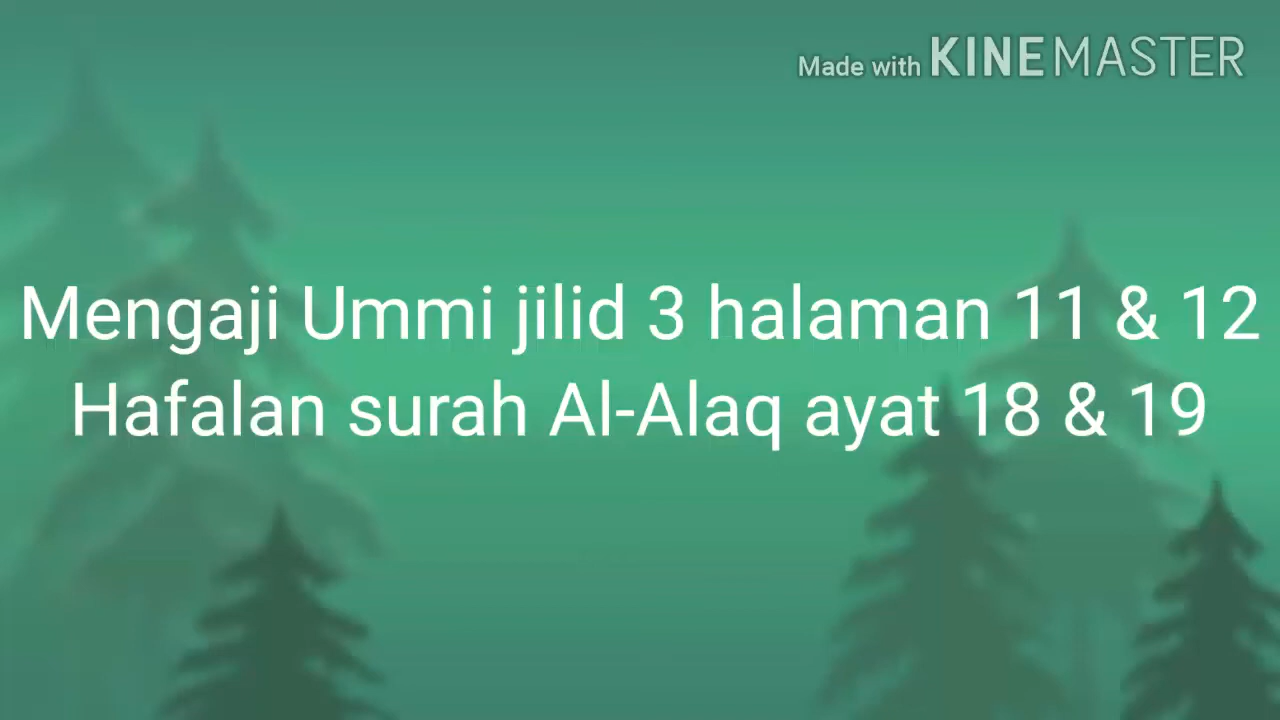 Made with KINEMASTER
Mengaji Ummi jilid 3 halaman 11 & 12
Hafalan surah Al-Alaq ayat 18 & 19